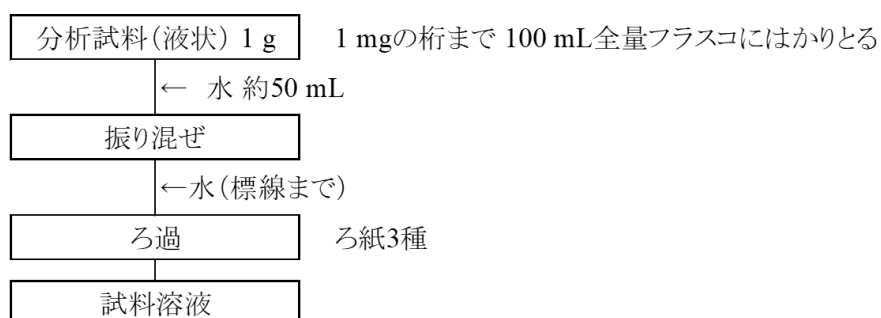 分析試料（液状） 1 g　1 mgの桁まで 100 mL全量フラスコにはかりとる
← 水 約50 mL
振り混ぜ
←水（標線まで）
ろ過　ろ紙3種
試料溶液